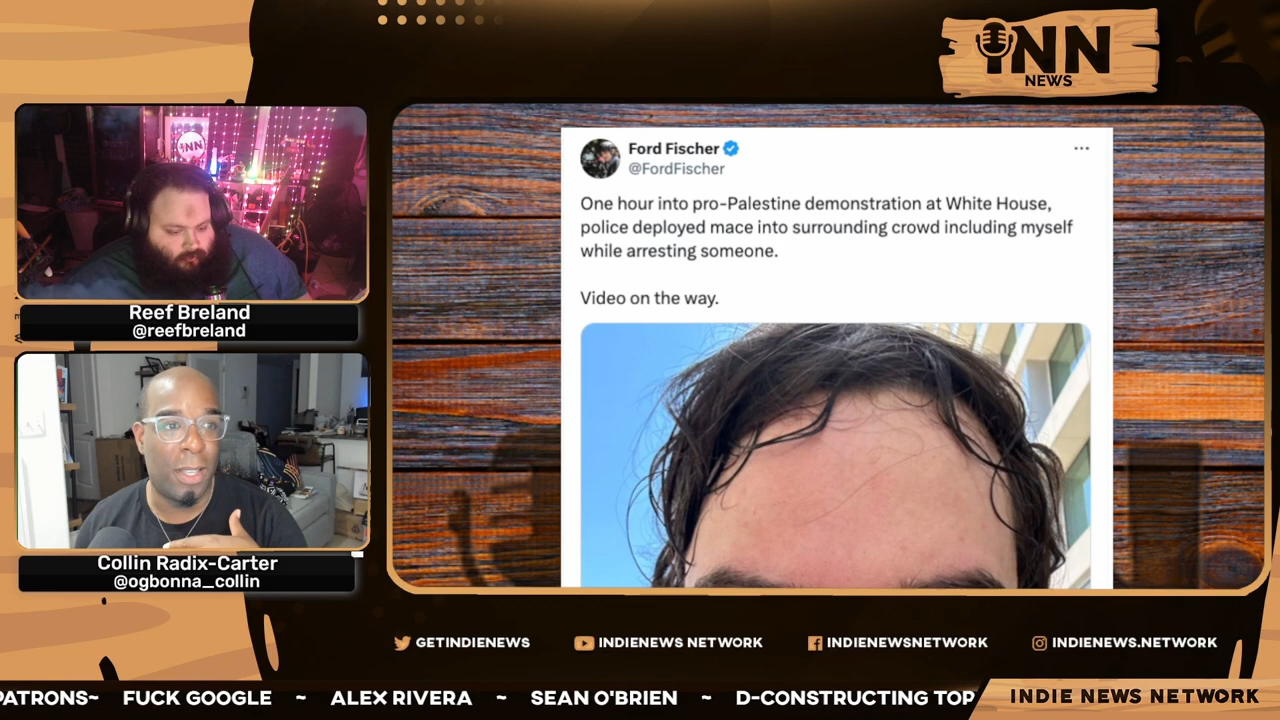 iNN
NEWS
iNN
Reef Breland
@reefbreland
Collin Radix-Carter
@ogbonna_collin
Ford Fischer
@FordFischer
One hour into pro-Palestine demonstration at White House,
police deployed mace into surrounding crowd including myself
while arresting someone.
Video on the way.
GETINDIENEWS
INDIENEWS NETWORK
INDIENEWSNETWORK
INDIENEWS.NETWORK
PATRONS~ FUCK GOOGLE ~ ALEX RIVERA ~ SEAN O'BRIEN ~ D-CONSTRUCTING TOP
INDIE NEWS NETWORK